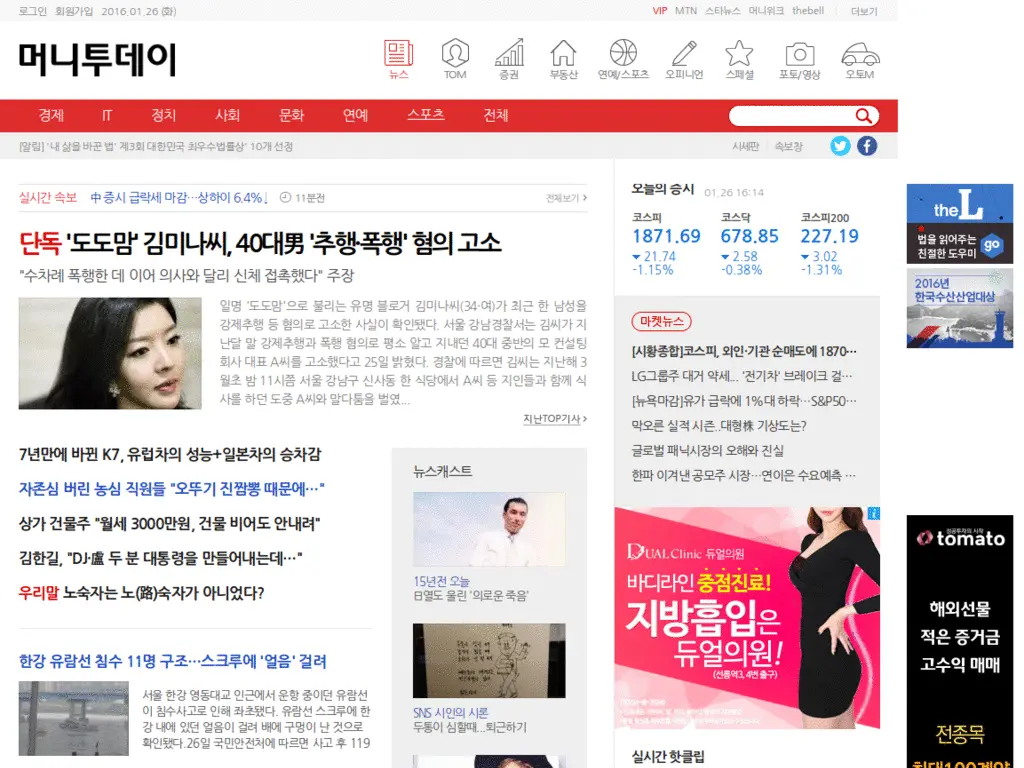 로그인 회원가입 2016.01.26 (화)
VIP MTN 스타뉴스 머니위크 thebell 더보기
머니투데이
뉴스 TOM 증권 부동산 연예/스포츠 오피니언 스페셜 포토/영상 오토M
경제 IT 정치 사회 문화 연예 스포츠 전체
[알림] '내 삶을 바꾼 법' 제3회 대한민국 최우수법률상' 10개 선정
시세판 속보장
실시간 속보 中 증시 급락세 마감…상하이 6.4%↓ 11분전 전체보기
단독 '도도맘' 김미나씨, 40대男 '추행·폭행' 혐의 고소
"수차례 폭행한 데 이어 의사와 달리 신체 접촉했다" 주장
일명 '도도맘'으로 불리는 유명 블로거 김미나씨(34·여)가 최근 한 남성을
강제추행 등 혐의로 고소한 사실이 확인됐다. 서울 강남경찰서는 김씨가 지
난달 말 강제추행과 폭행 혐의로 평소 알고 지내던 40대 중반의 모 컨설팅
회사 대표 A씨를 고소했다고 25일 밝혔다. 경찰에 따르면 김씨는 지난해 3
월초 밤 11시쯤 서울 강남구 신사동 한 식당에서 A씨 등 지인들과 함께 식
사를 하던 도중 A씨와 말다툼을 벌였...
지난TOP기사
7년만에 바뀐 K7, 유럽차의 성능+일본차의 승차감
자존심 버린 농심 직원들 "오뚜기 진짬뽕 때문에…"
상가 건물주 "월세 3000만원, 건물 비어도 안내려"
김한길, "DJ·盧 두 분 대통령을 만들어내는데…"
우리말 노숙자는 노(路)숙자가 아니었다?
한강 유람선 침수 11명 구조…스크루에 '얼음' 걸려
서울 한강 영동대교 인근에서 운항 중이던 유람선
이 침수사고로 인해 좌초됐다. 유람선 스크루에 한
강 내에 있던 얼음이 걸려 배에 구멍이 난 것으로
확인됐다.26일 국민안전처에 따르면 사고 후 119
뉴스캐스트
15년전 오늘
日열도 울린 '의로운 죽음'
SNS 시인의 시론
두통이 심할때...퇴근하기
오늘의 증시 01.26 16:14
코스피 코스닥 코스피200
1871.69 678.85 227.19
21.74 2.58 3.02
-1.15% -0.38% -1.31%
마켓뉴스
[시황종합]코스피, 외인·기관 순매도에 1870…
LG그룹주 대거 약세... '전기차' 브레이크 걸…
[뉴욕마감]유가 급락에 1%대 하락…S&P50…
막오른 실적 시즌..대형株 기상도는?
글로벌 패닉시장의 오해와 진실
한파 이겨낸 공모주 시장…연이은 수요예측 …
DUAL Clinic 듀얼의원
바디라인 중점진료!
지방흡입은
듀얼의원!
(선릉역3, 4번 출구)
실시간 핫클립
the L
법을 읽어주는
친절한 도우미
go
2016년
한국수산산업대상
성공투자의 시작
tomato
해외선물
적은 증거금
고수익 매매
전종목
최대100계약